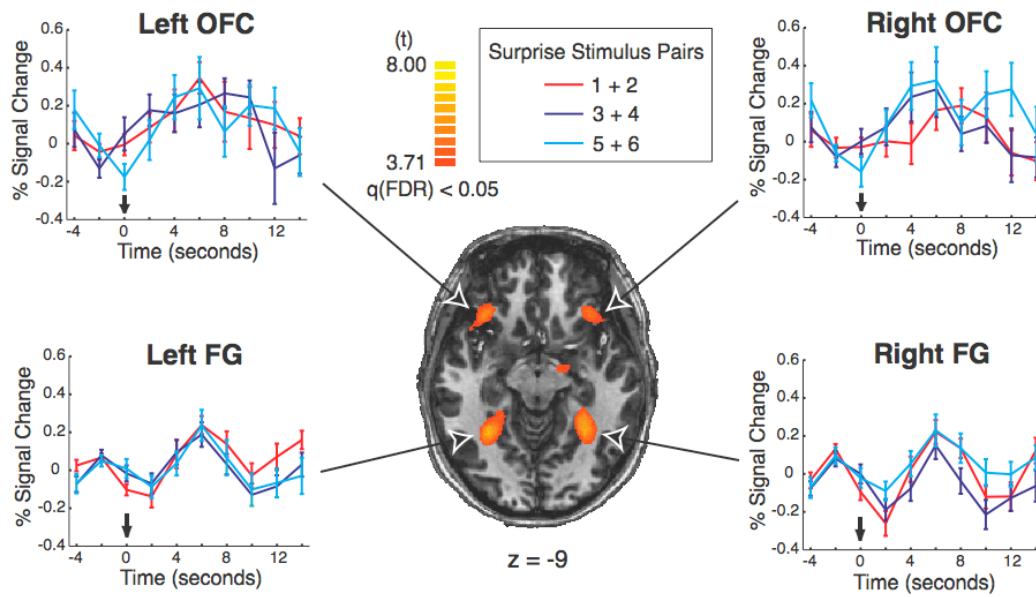 Left OFC
% Signal Change
0.6
0.4
0.2
0
-0.2
-0.4
-4 0 4 8 12
Time (seconds)
(t)
8.00
3.71
q(FDR) < 0.05
Surprise Stimulus Pairs
1 + 2
3 + 4
5 + 6
Right OFC
% Signal Change
0.6
0.4
0.2
0
-0.2
-0.4
-4 0 4 8 12
Time (seconds)
Left FG
% Signal Change
0.6
0.4
0.2
0
-0.2
-0.4
-4 0 4 8 12
Time (seconds)
z = -9
Right FG
% Signal Change
0.6
0.4
0.2
0
-0.2
-0.4
-4 0 4 8 12
Time (seconds)